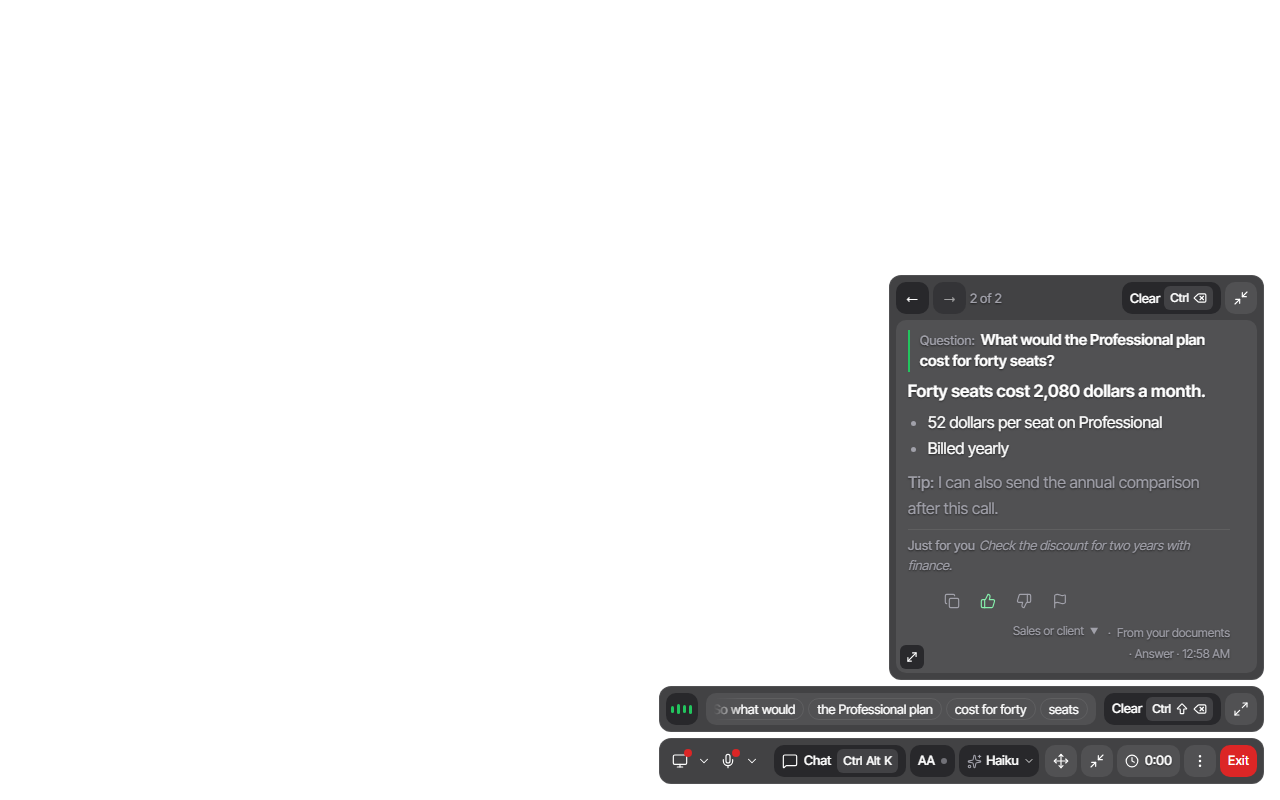 ← → 2 of 2 Clear Ctrl
Question: What would the Professional plan
cost for forty seats?
Forty seats cost 2,080 dollars a month.
• 52 dollars per seat on Professional
• Billed yearly
Tip: I can also send the annual comparison
after this call.
Just for you Check the discount for two years with
finance.
Sales or client ▼ · From your documents
· Answer · 12:58 AM
So what would the Professional plan cost for forty seats Clear Ctrl
Chat Ctrl Alt K AA Haiku 0:00 Exit